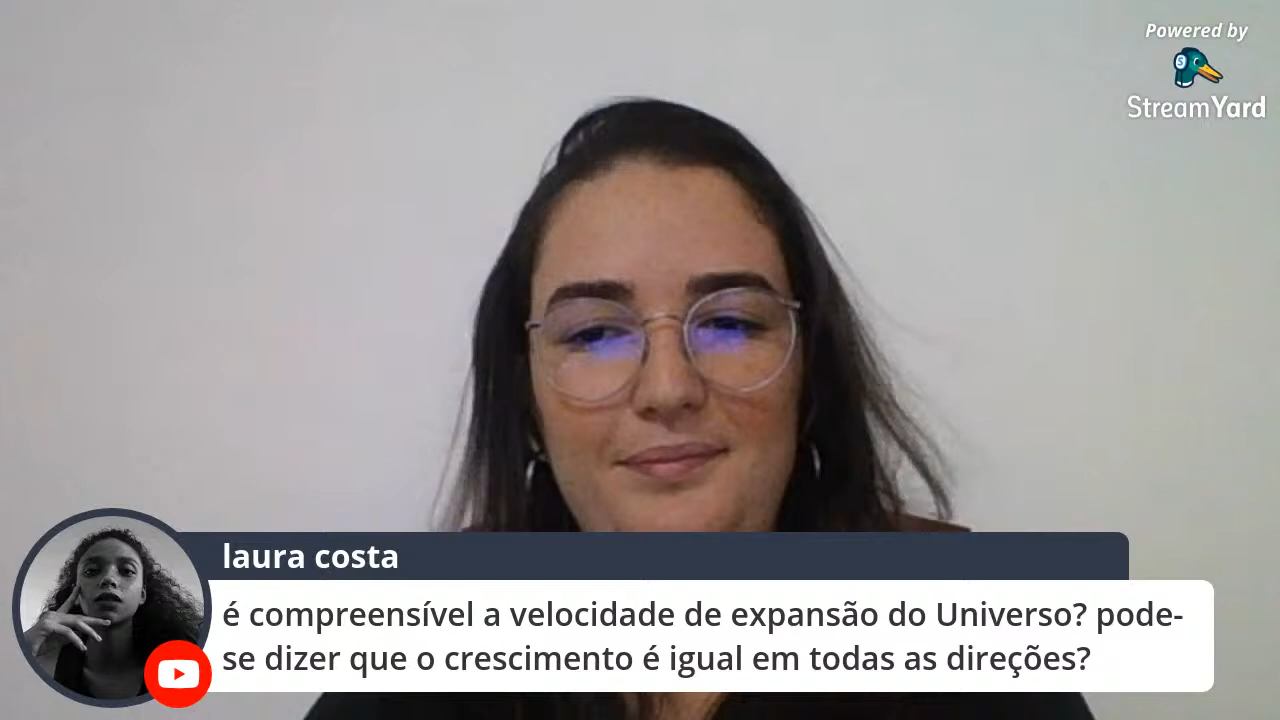 Powered by
StreamYard
laura costa
é compreensível a velocidade de expansão do Universo? pode-
se dizer que o crescimento é igual em todas as direções?